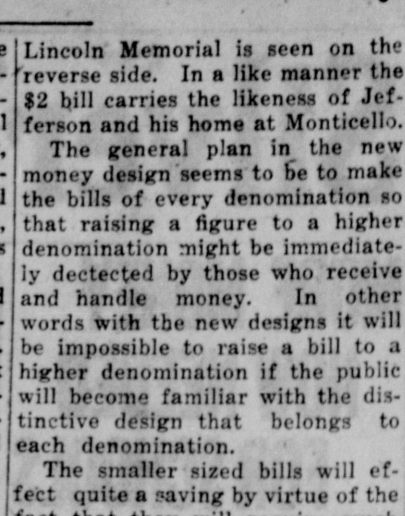 Lincoln Memorial is seen on the
reverse side. In a like manner the
$2 bill carries the likeness of Jef-
ferson and his home at Monticello.
The general plan in the new
money design seems to be to make
the bills of every denomination so
that raising a figure to a higher
denomination might be immediate-
ly dectected by those who receive
and handle money. In other
words with the new designs it will
be impossible to raise a bill to a
higher denomination if the public
will become familiar with the dis-
tinctive design that belongs to
each denomination.
The smaller sized bills will ef-
fect quite a saving by virtue of the